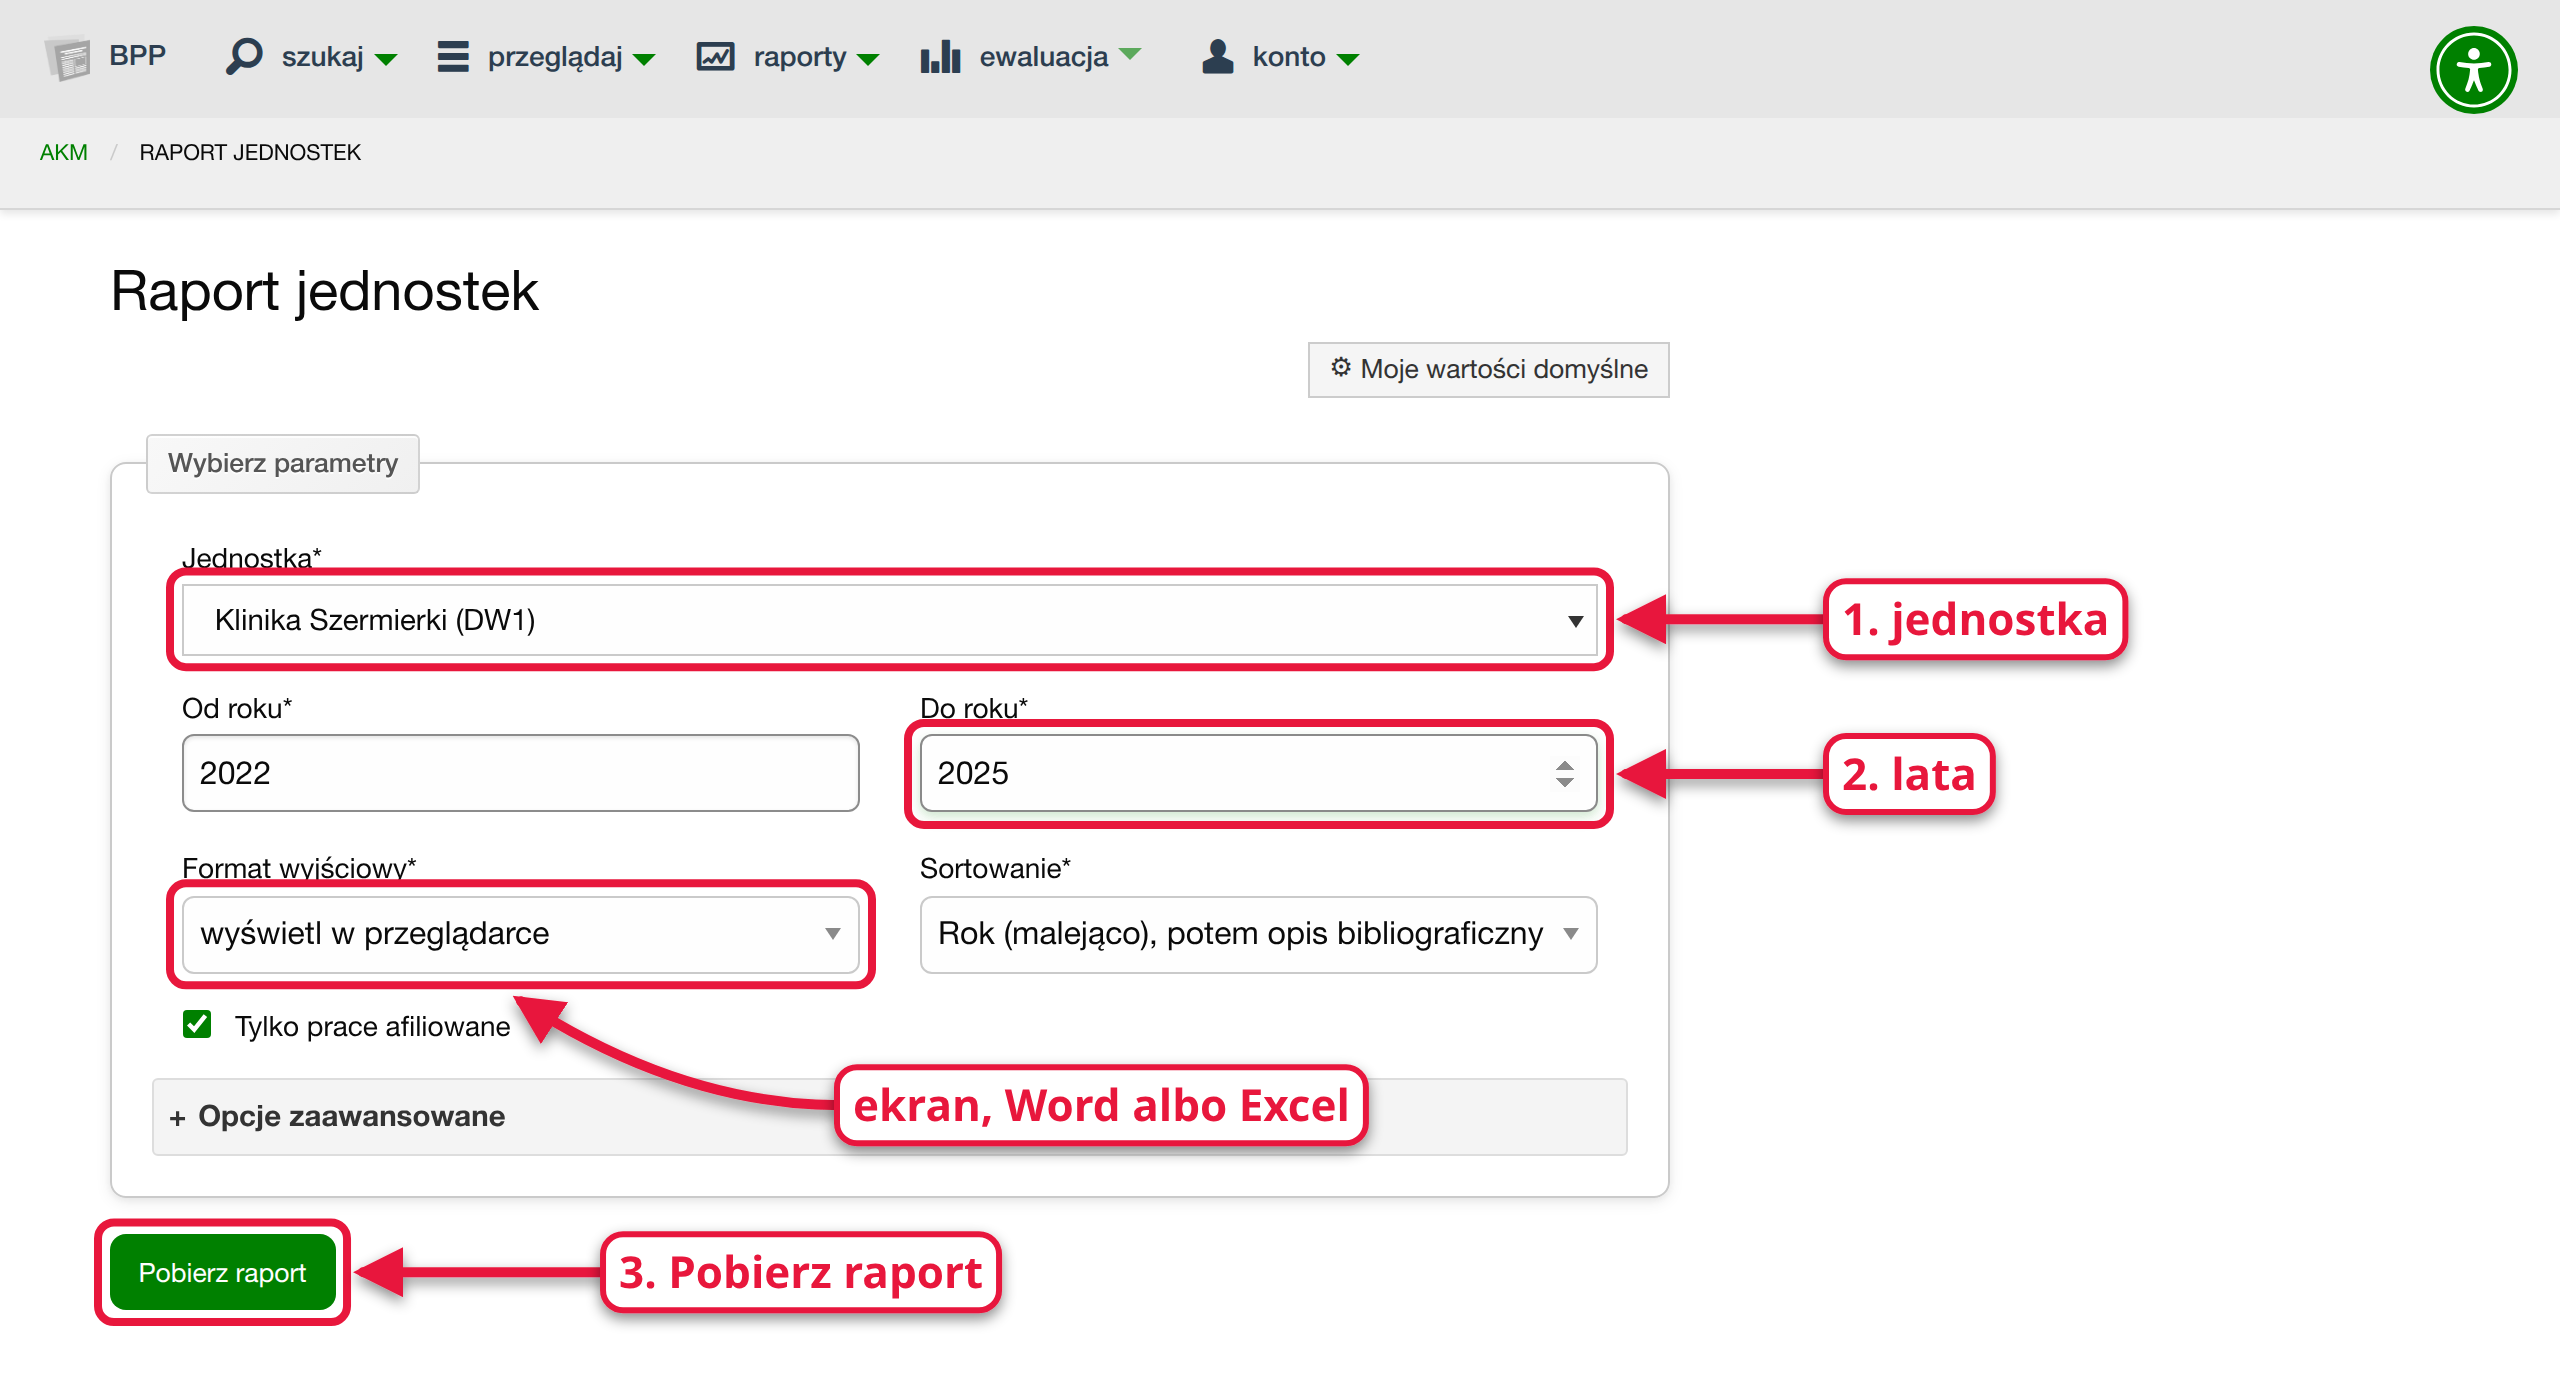 BPP
szukaj
przeglądaj
raporty
ewaluacja
konto
AKM / RAPORT JEDNOSTEK
Raport jednostek
⚙ Moje wartości domyślne
Wybierz parametry
Jednostka*
Klinika Szermierki (DW1)
1. jednostka
Od roku*
Do roku*
2022
2025
2. lata
Format wyjściowy*
Sortowanie*
wyświetl w przeglądarce
Rok (malejąco), potem opis bibliograficzny
Tylko prace afiliowane
ekran, Word albo Excel
+ Opcje zaawansowane
Pobierz raport
3. Pobierz raport